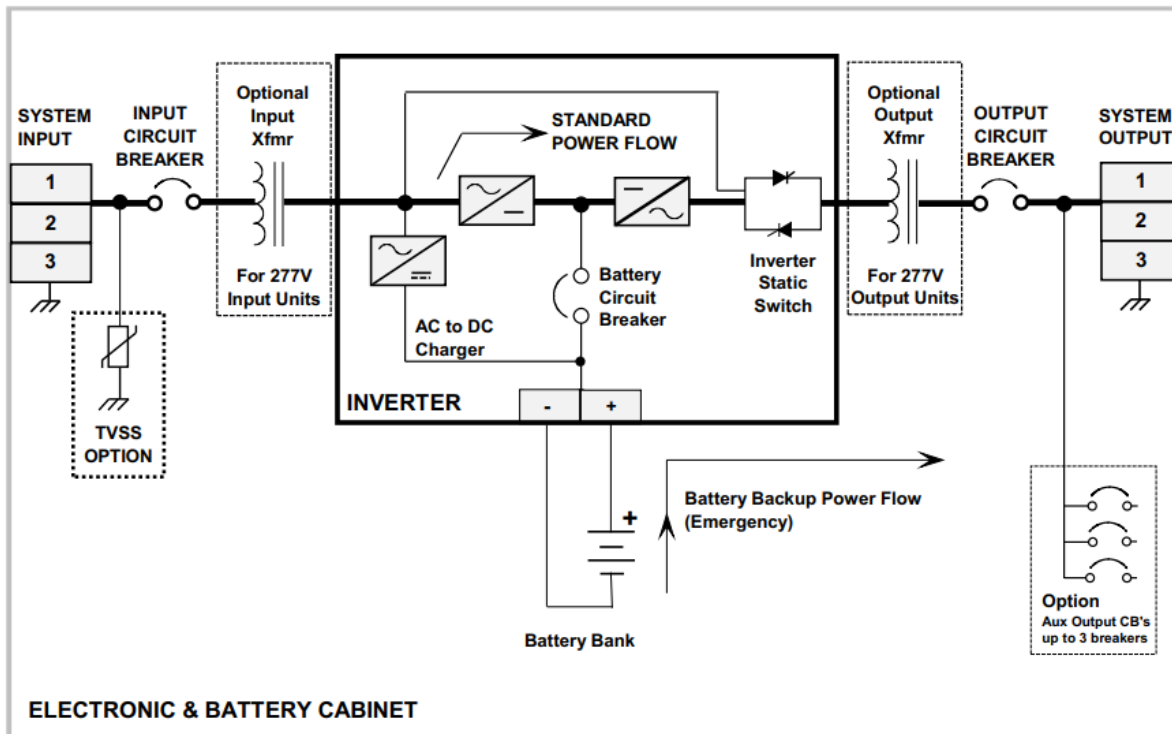 SYSTEM
INPUT
1
2
3
INPUT
CIRCUIT
BREAKER
TVSS
OPTION
Optional
Input
Xfmr
For 277V
Input Units
STANDARD
POWER FLOW
AC to DC
Charger
Battery
Circuit
Breaker
Inverter
Static
Switch
INVERTER
-
+
Optional
Output
Xfmr
For 277V
Output Units
OUTPUT
CIRCUIT
BREAKER
SYSTEM
OUTPUT
1
2
3
+
Battery Backup Power Flow
(Emergency)
Battery Bank
Option
Aux Output CB's
up to 3 breakers
ELECTRONIC & BATTERY CABINET